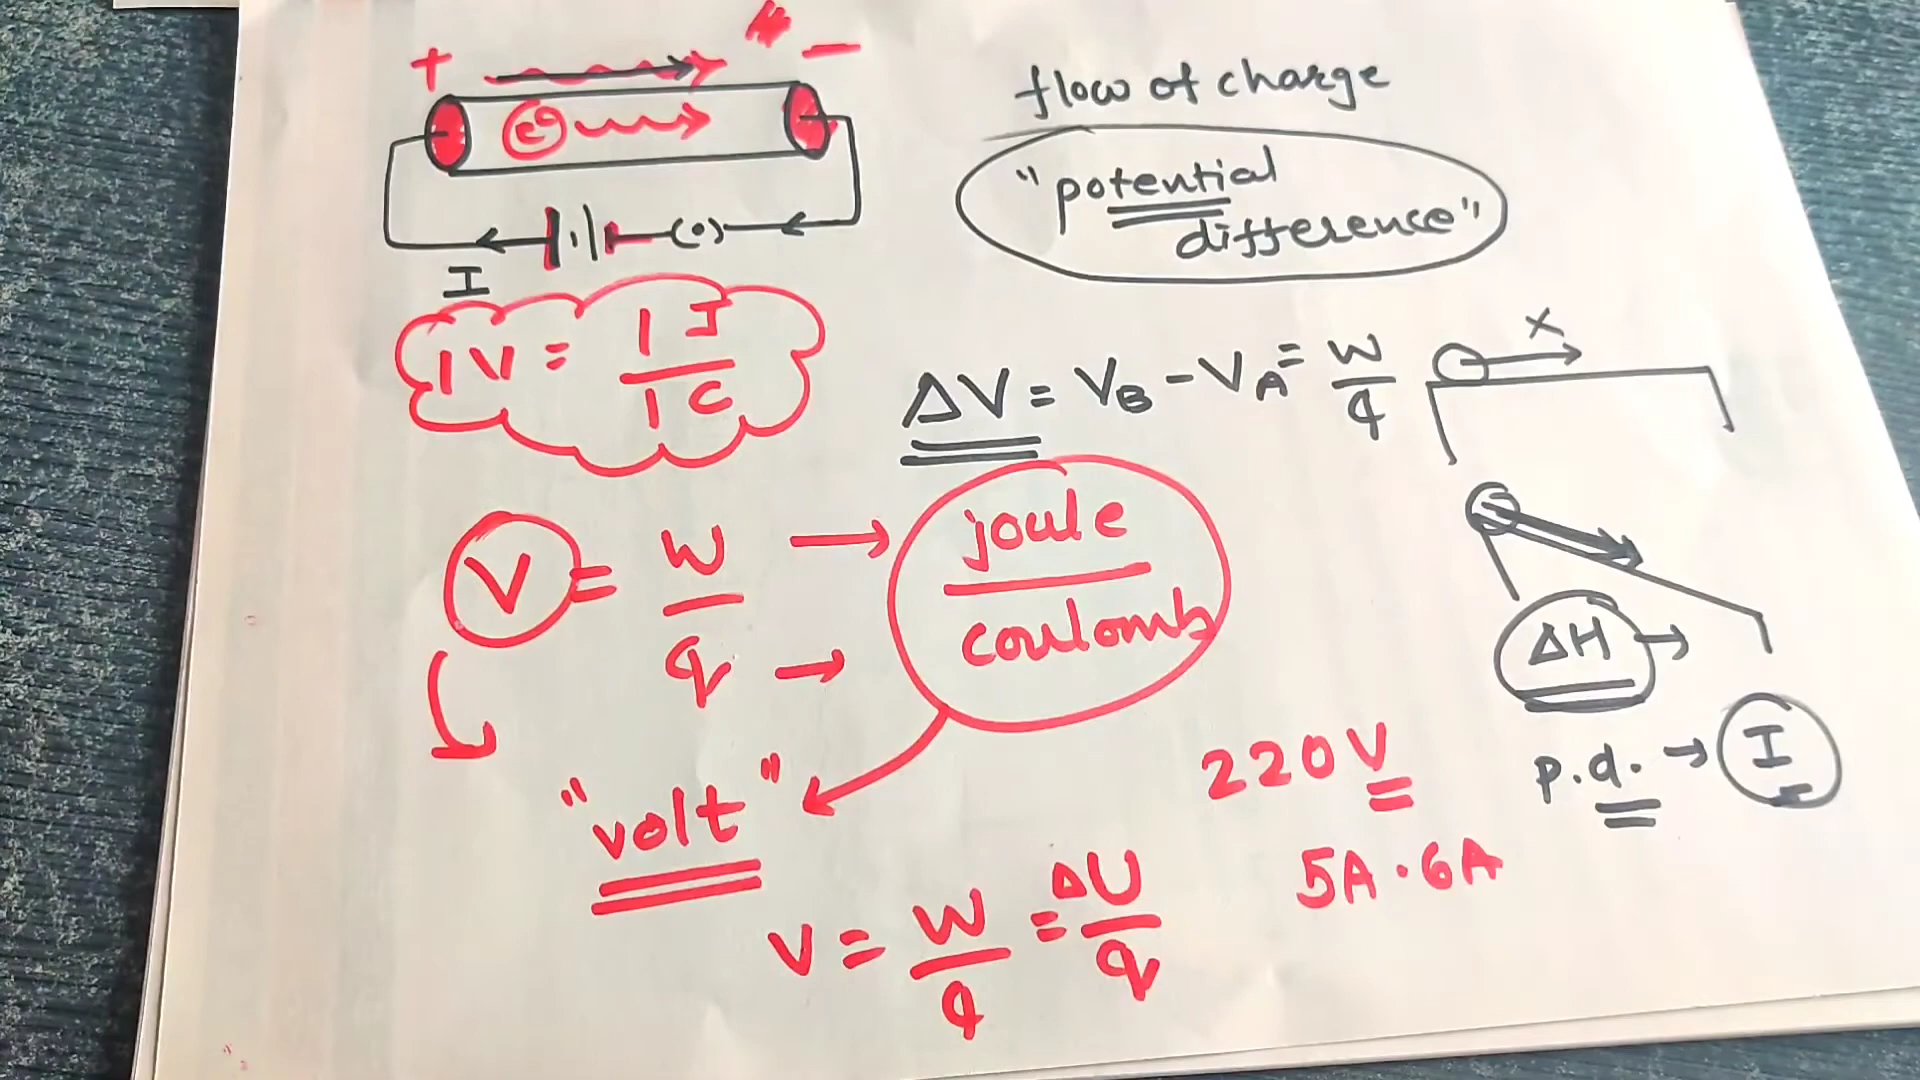 + −
flow of charge
"potential
difference"
I
1V = 1J / 1C
ΔV = VB - VA = W / q
x
V = W / q → joule / coulomb
ΔH →
"volt"
220V
p.d. → I
5A . 6A
V = W / q = ΔU / q